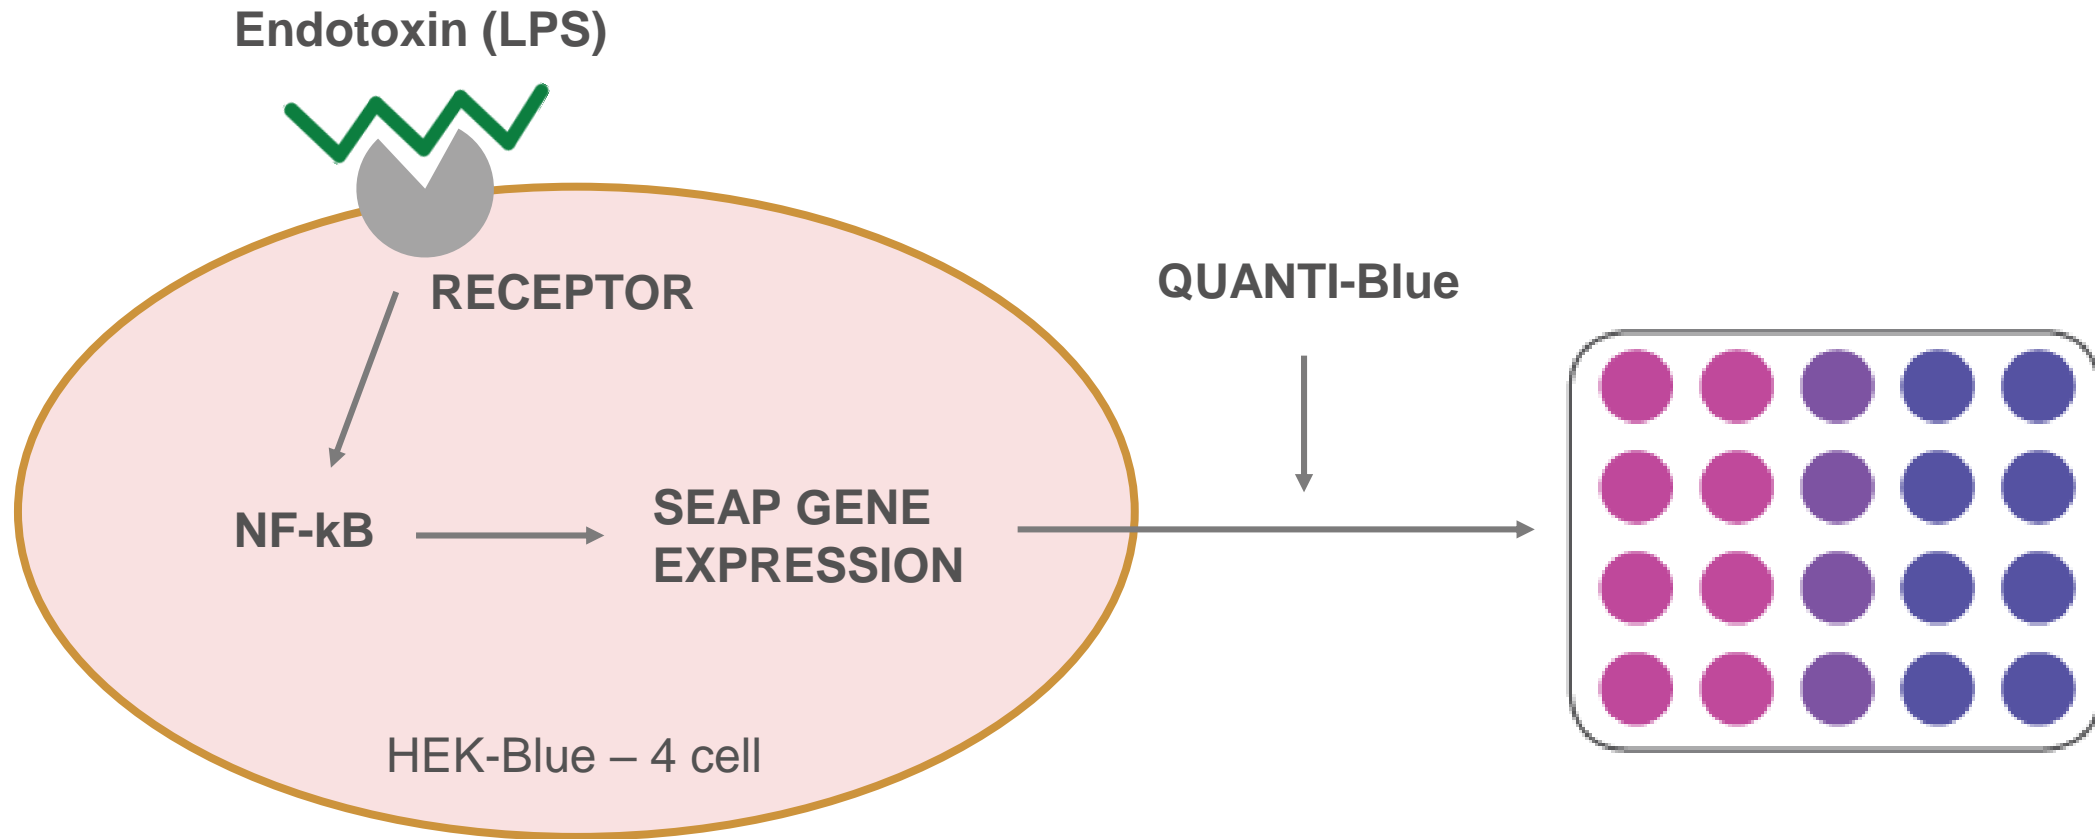 Endotoxin (LPS)
RECEPTOR
QUANTI-Blue
NF-kB
SEAP GENE
EXPRESSION
HEK-Blue – 4 cell